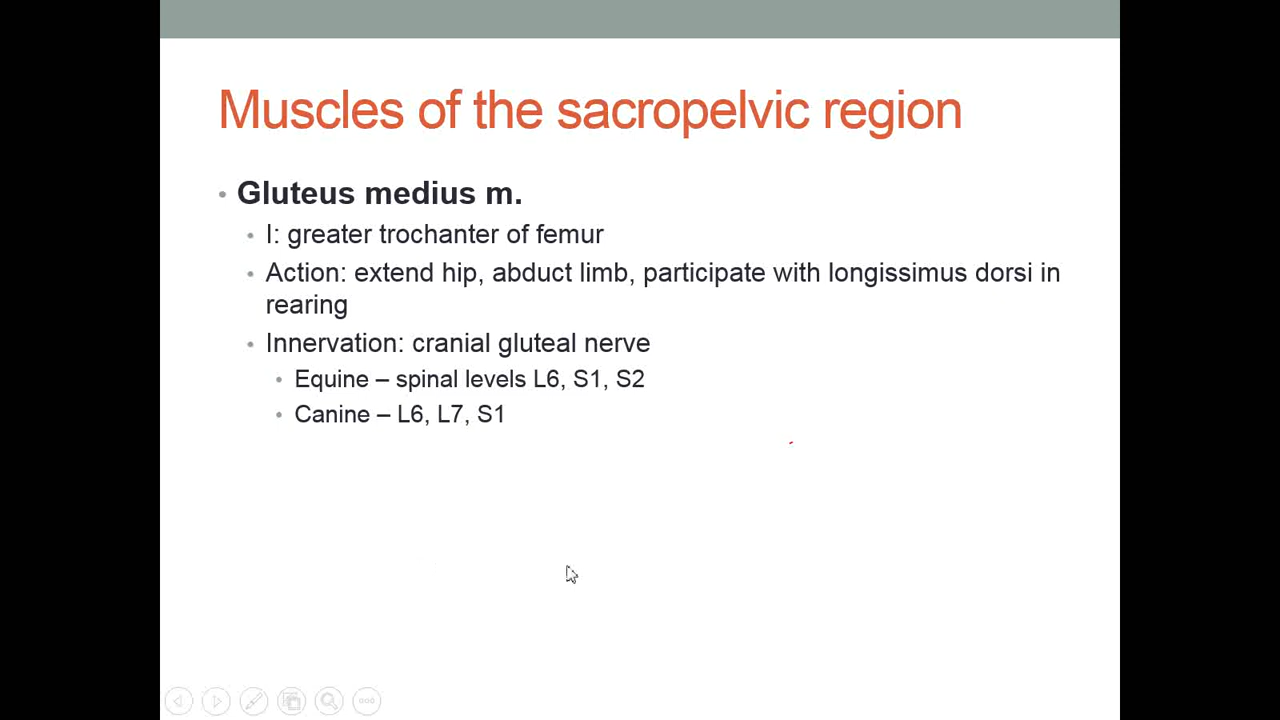 Muscles of the sacropelvic region
• Gluteus medius m.
• I: greater trochanter of femur
• Action: extend hip, abduct limb, participate with longissimus dorsi in
rearing
• Innervation: cranial gluteal nerve
• Equine – spinal levels L6, S1, S2
• Canine – L6, L7, S1